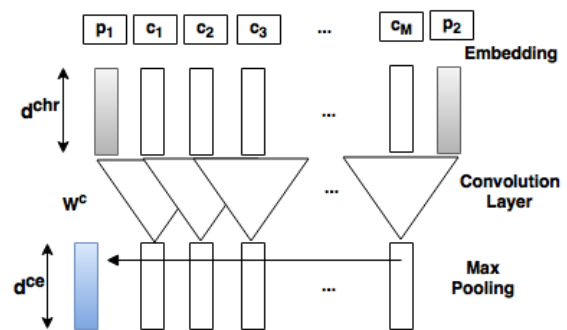 p1 c1 c2 c3 ... cM p2
Embedding
dchr
...
Wc
...
Convolution
Layer
dce
...
Max
Pooling